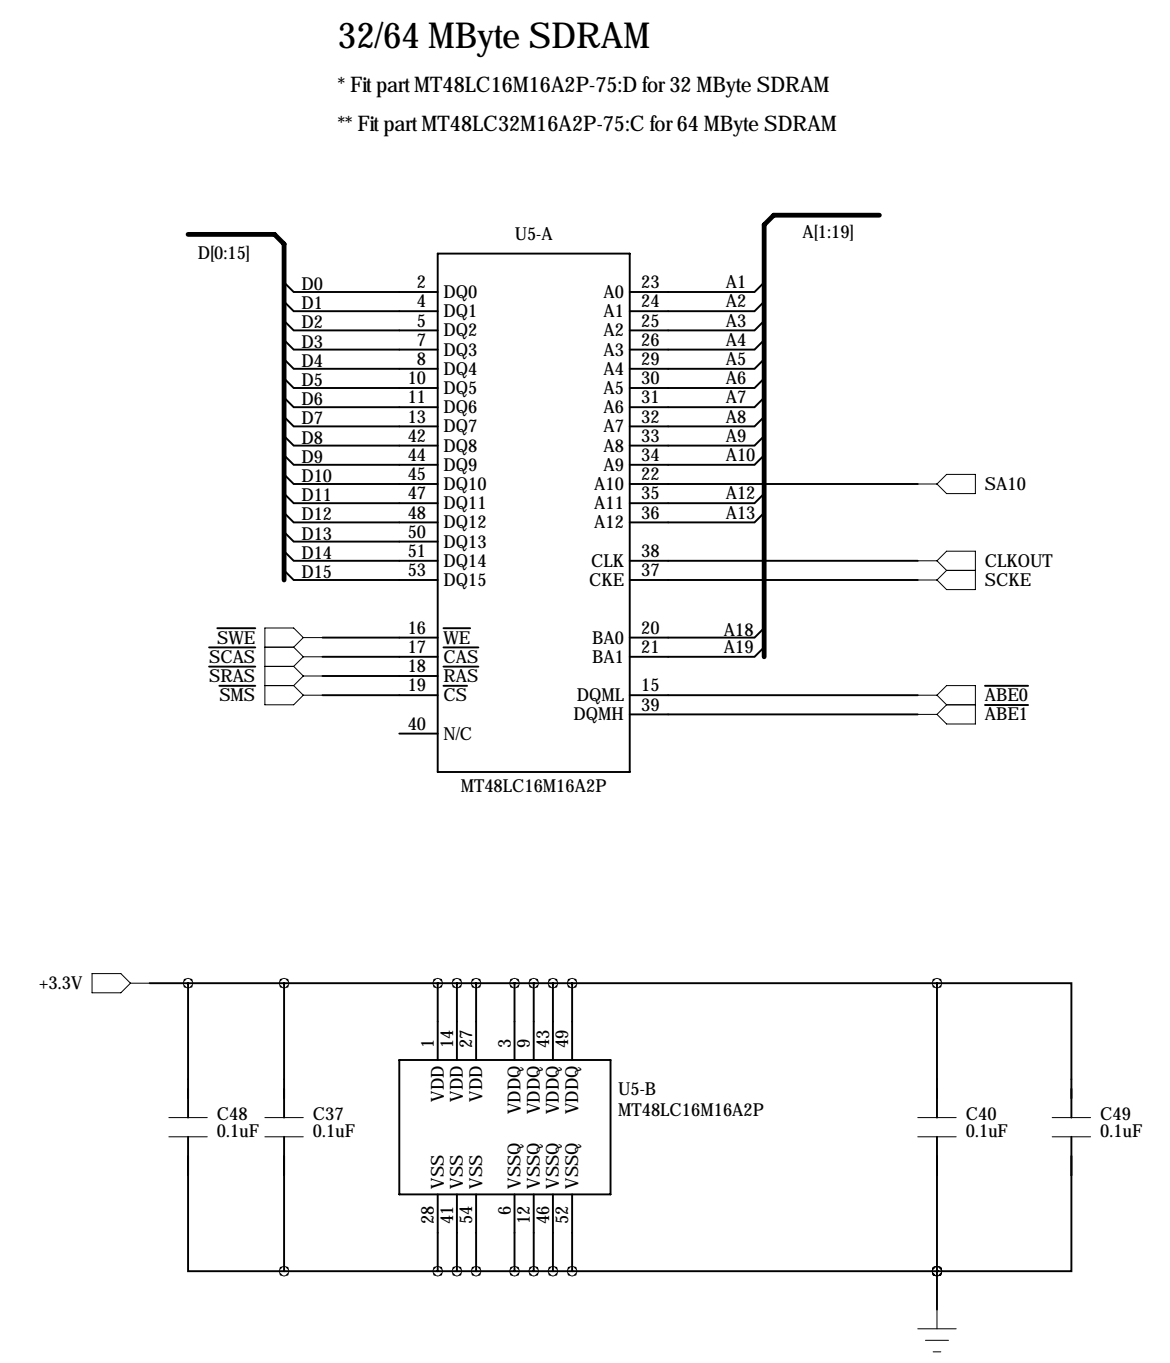 32/64 MByte SDRAM
* Fit part MT48LC16M16A2P-75:D for 32 MByte SDRAM
** Fit part MT48LC32M16A2P-75:C for 64 MByte SDRAM
D[0:15]
U5-A
A[1:19]
D0 2 DQ0 A0 23 A1
D1 4 DQ1 A1 24 A2
D2 5 DQ2 A2 25 A3
D3 7 DQ3 A3 26 A4
D4 8 DQ4 A4 29 A5
D5 10 DQ5 A5 30 A6
D6 11 DQ6 A6 31 A7
D7 13 DQ7 A7 32 A8
D8 42 DQ8 A8 33 A9
D9 44 DQ9 A9 34 A10
D10 45 DQ10 A10 22 SA10
D11 47 DQ11 A11 35 A12
D12 48 DQ12 A12 36 A13
D13 50 DQ13
D14 51 DQ14 CLK 38 CLKOUT
D15 53 DQ15 CKE 37 SCKE
SWE 16 WE BA0 20 A18
SCAS 17 CAS BA1 21 A19
SRAS 18 RAS
SMS 19 CS DQML 15 ABE0
DQMH 39 ABE1
40 N/C
MT48LC16M16A2P
+3.3V
1 14 27 3 9 43 49
VDD VDD VDD VDDQ VDDQ VDDQ VDDQ
U5-B
MT48LC16M16A2P
C48 C37 C40 C49
0.1uF 0.1uF 0.1uF 0.1uF
VSS VSS VSS VSSQ VSSQ VSSQ VSSQ
28 41 54 6 12 46 52